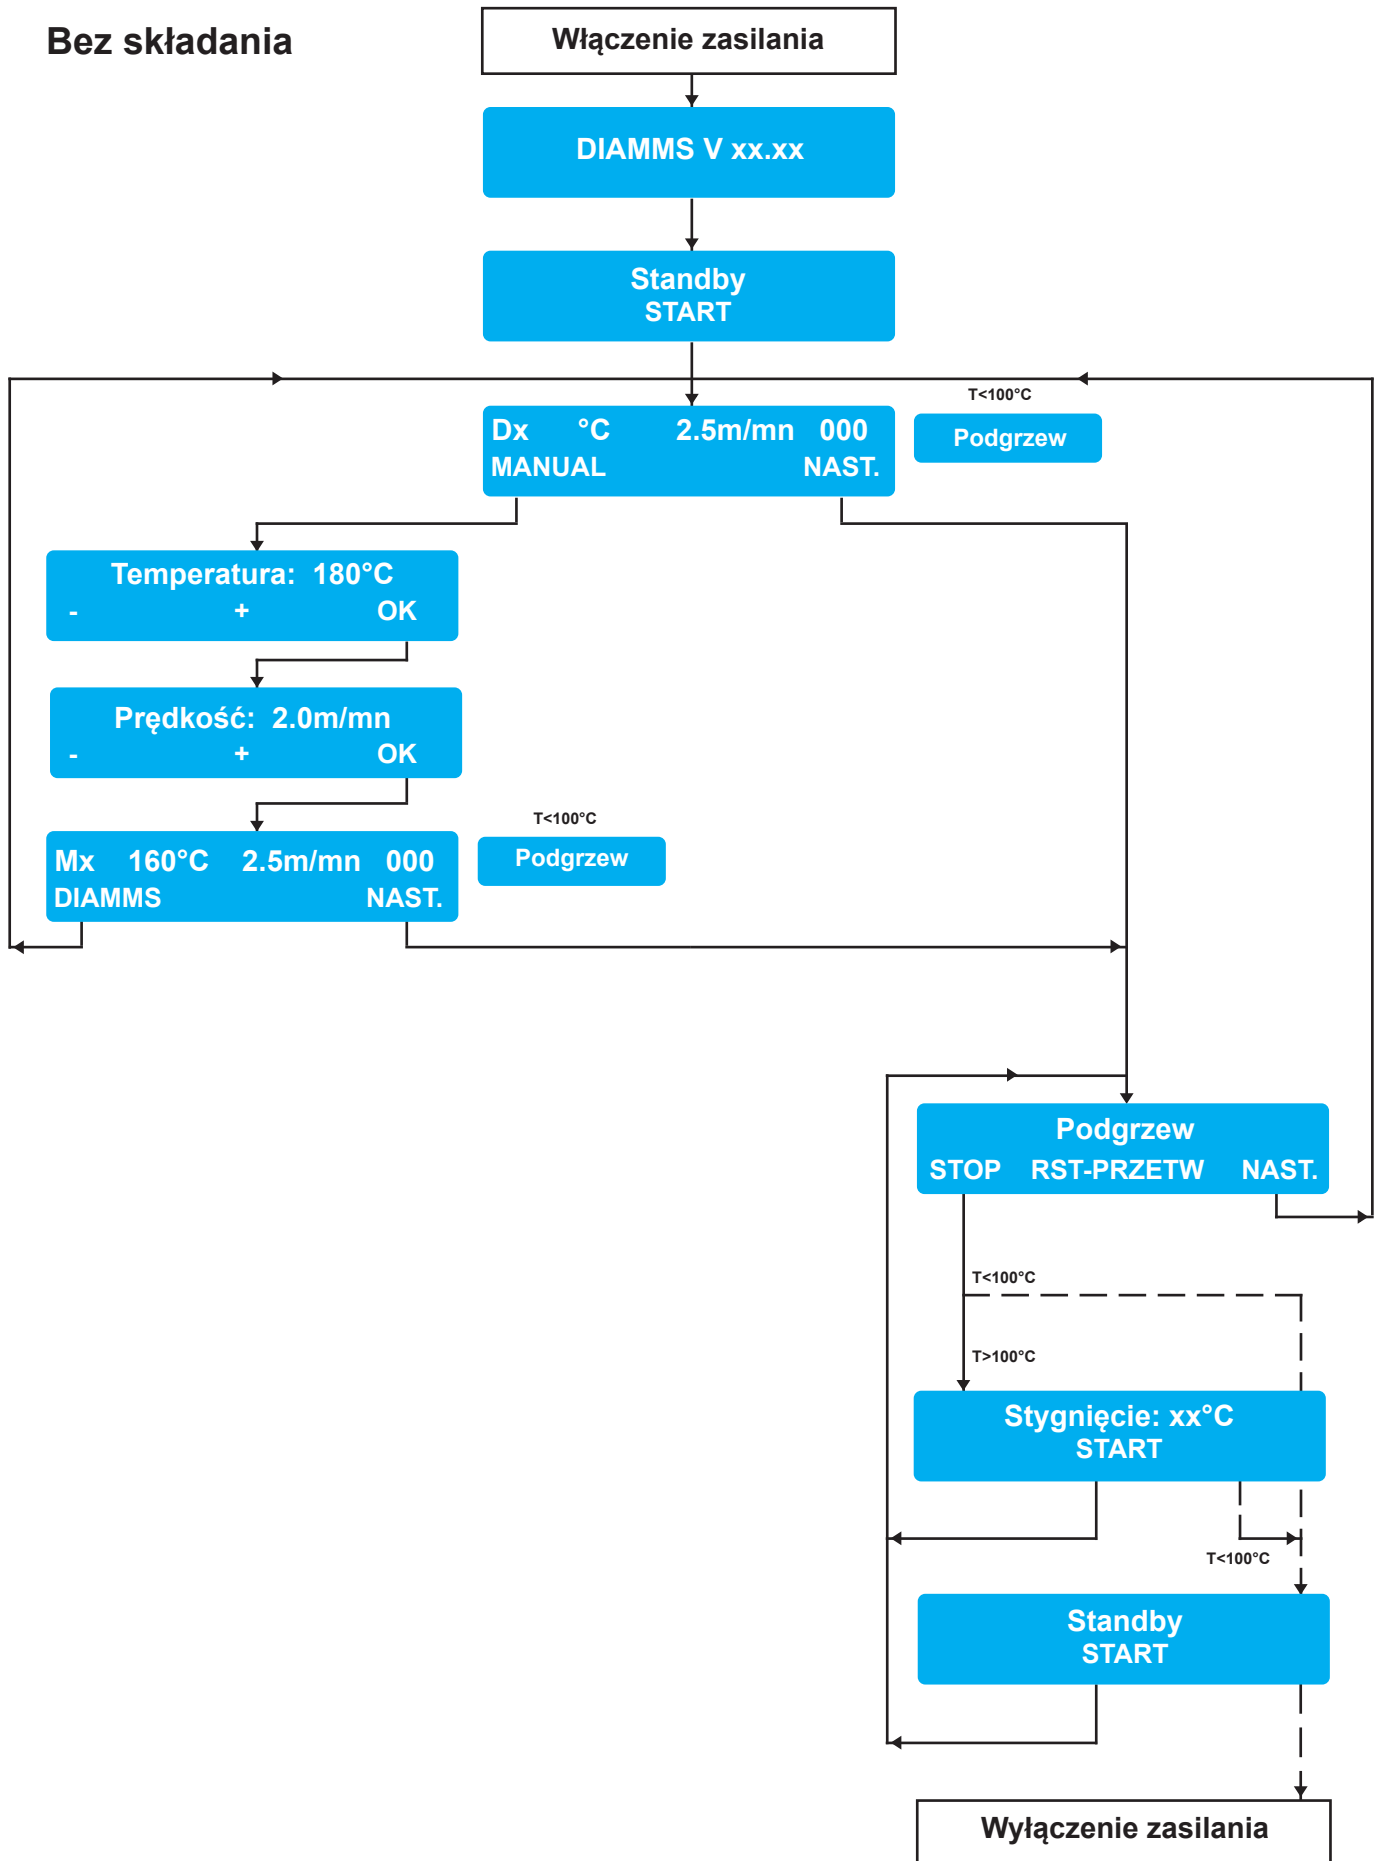 Bez składania
Włączenie zasilania
DIAMMS V xx.xx
Standby
START
Dx °C 2.5m/mn 000
MANUAL NAST.
T<100°C
Podgrzew
Temperatura: 180°C
- + OK
Prędkość: 2.0m/mn
- + OK
Mx 160°C 2.5m/mn 000
DIAMMS NAST.
T<100°C
Podgrzew
Podgrzew
STOP RST-PRZETW NAST.
T<100°C
T>100°C
Stygnięcie: xx°C
START
T<100°C
Standby
START
Wyłączenie zasilania